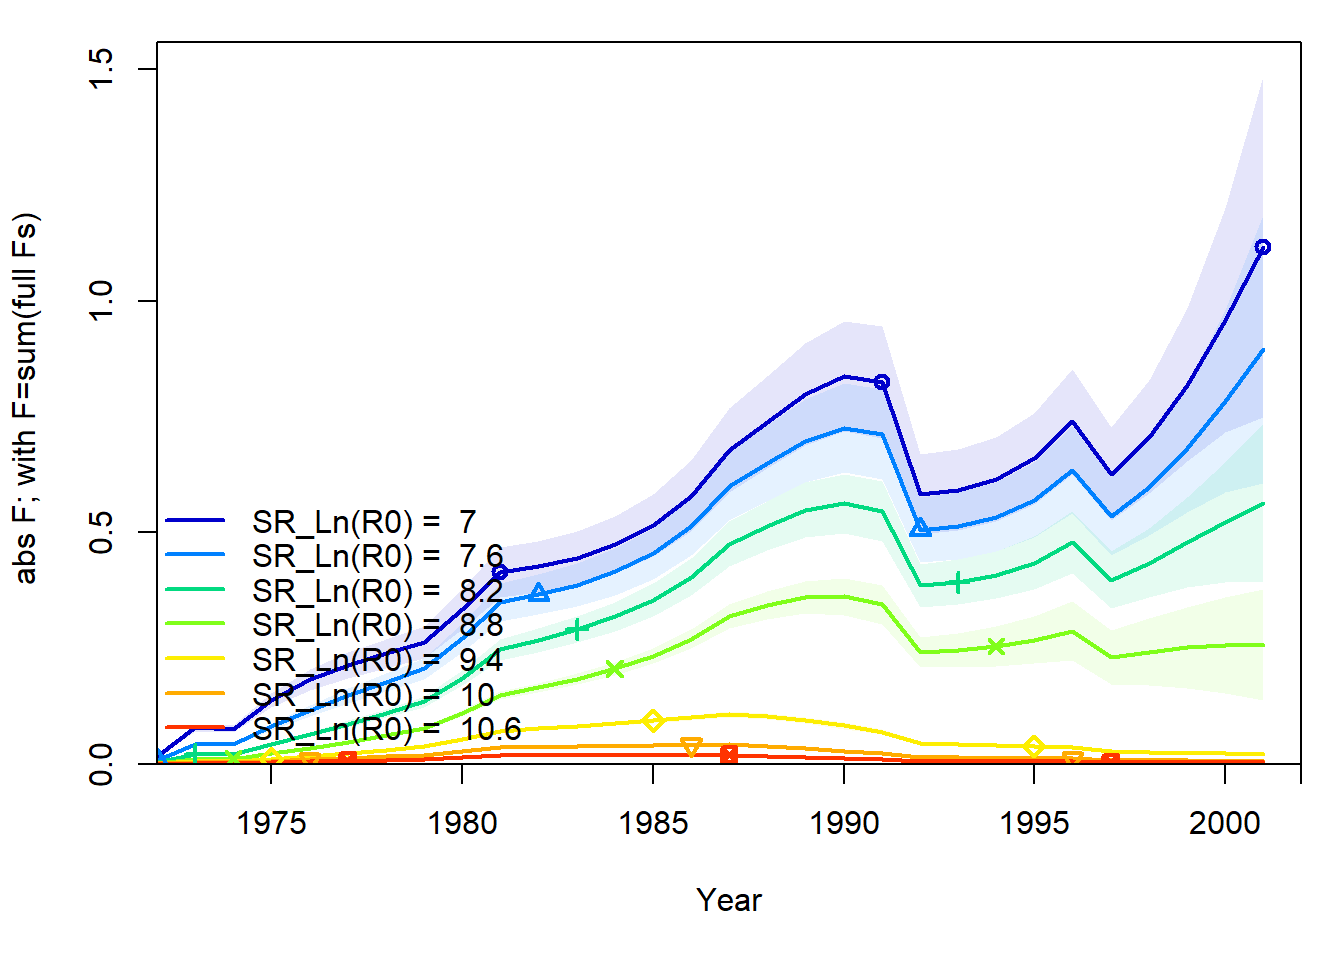 1.5
1.0
0.5
0.0
abs F; with F=sum(full Fs)
SR_Ln(R0) = 7
SR_Ln(R0) = 7.6
SR_Ln(R0) = 8.2
SR_Ln(R0) = 8.8
SR_Ln(R0) = 9.4
SR_Ln(R0) = 10
SR_Ln(R0) = 10.6
1975 1980 1985 1990 1995 2000
Year